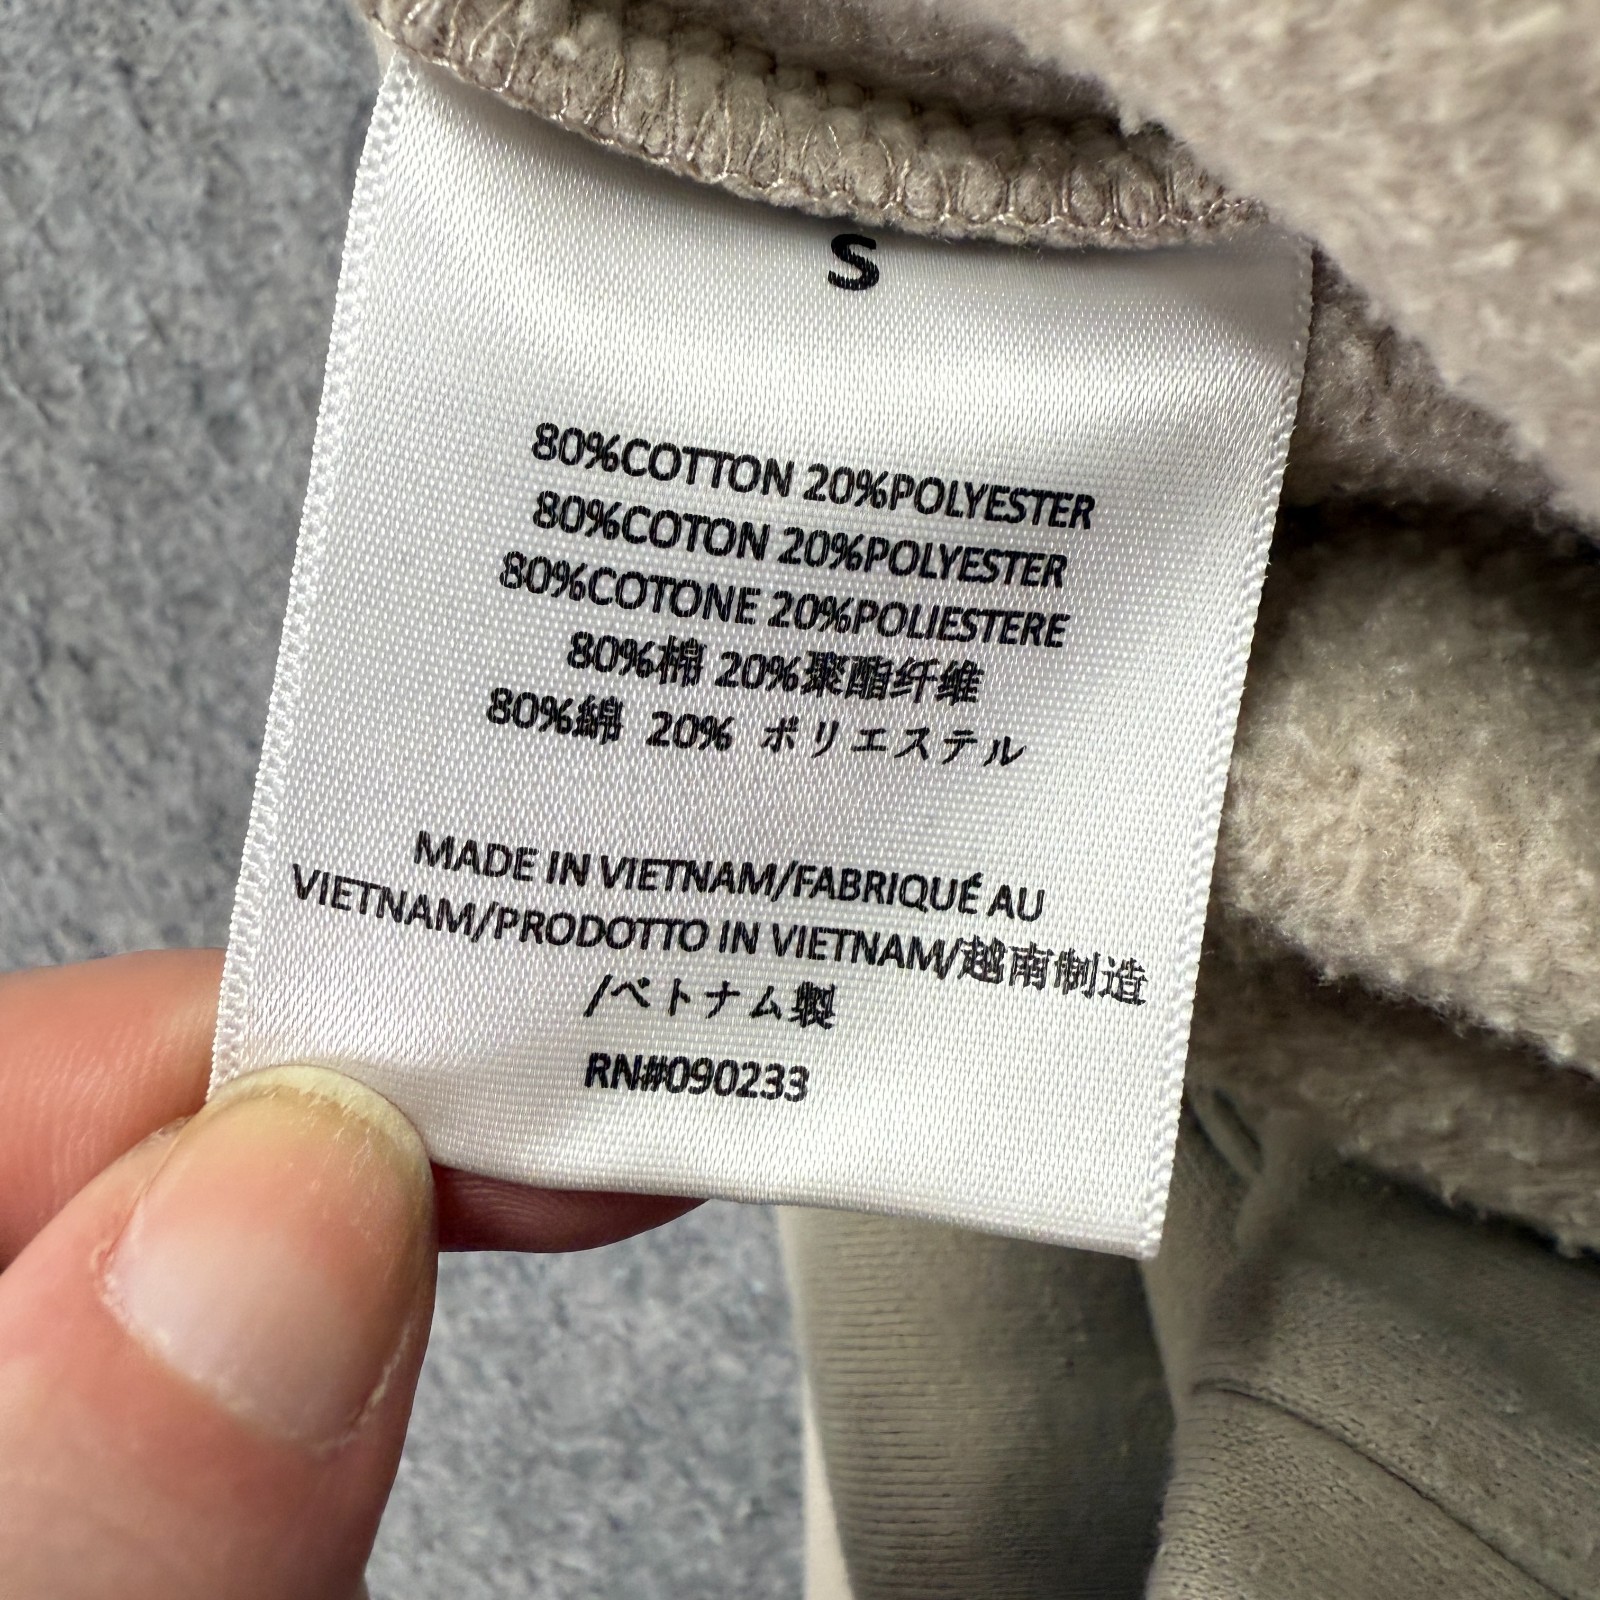 S
80%COTTON 20%POLYESTER
80%COTON 20%POLYESTER
80%COTONE 20%POLIESTERE
80%棉 20%聚酯纤维
80%綿 20% ポリエステル
MADE IN VIETNAM/FABRIQUÉ AU
VIETNAM/PRODOTTO IN VIETNAM/越南制造
/ベトナム製
RN#090233